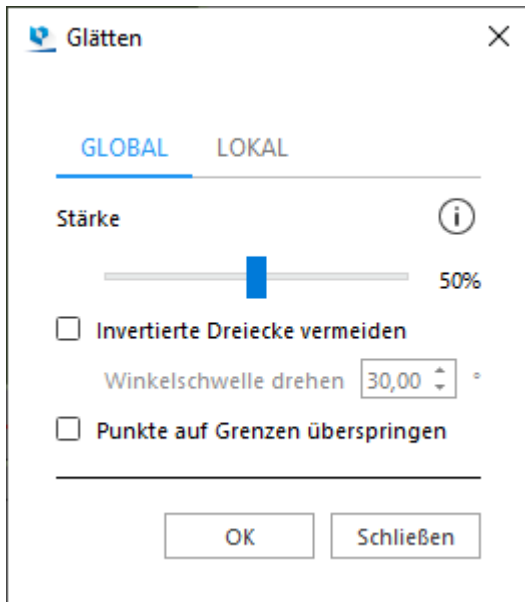 Glätten
GLOBAL LOKAL
Stärke
50%
Invertierte Dreiecke vermeiden
Winkelschwelle drehen 30,00 °
Punkte auf Grenzen überspringen
OK Schließen